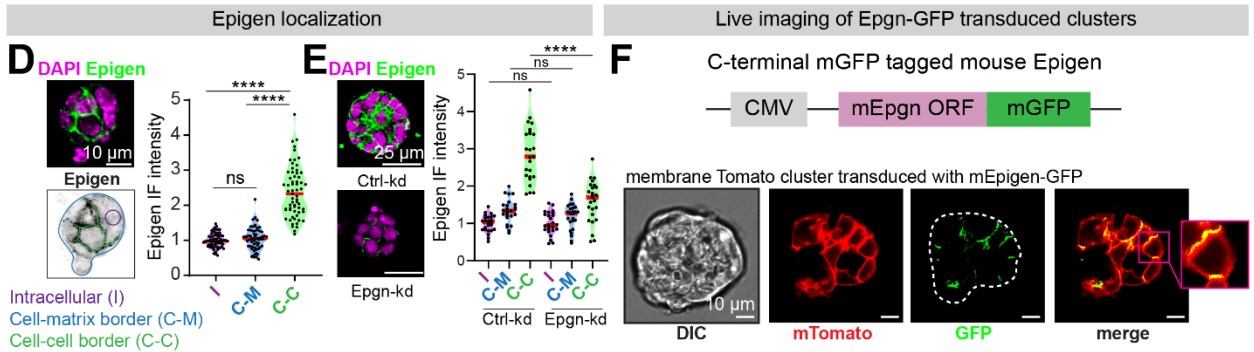 Epigen localization
Live imaging of Epgn-GFP transduced clusters
D
DAPI Epigen
10 µm
Epigen
Intracellular (I)
Cell-matrix border (C-M)
Cell-cell border (C-C)
Epigen IF intensity
5
4
3
2
1
0
****
****
ns
I
C-M
C-C
E
DAPI Epigen
25 µm
Ctrl-kd
Epgn-kd
Epigen IF intensity
5
4
3
2
1
0
****
ns
ns
I
C-M
C-C
I
C-M
C-C
Ctrl-kd
Epgn-kd
F
C-terminal mGFP tagged mouse Epigen
CMV
mEpgn ORF
mGFP
membrane Tomato cluster transduced with mEpigen-GFP
10 µm
DIC
mTomato
GFP
merge